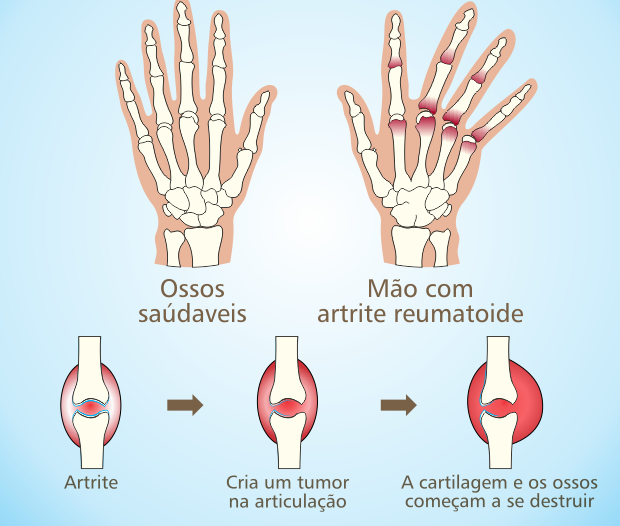 Ossos
saúdaveis
Mão com
artrite reumatoide
Artrite
Cria um tumor
na articulação
A cartilagem e os ossos
começam a se destruir